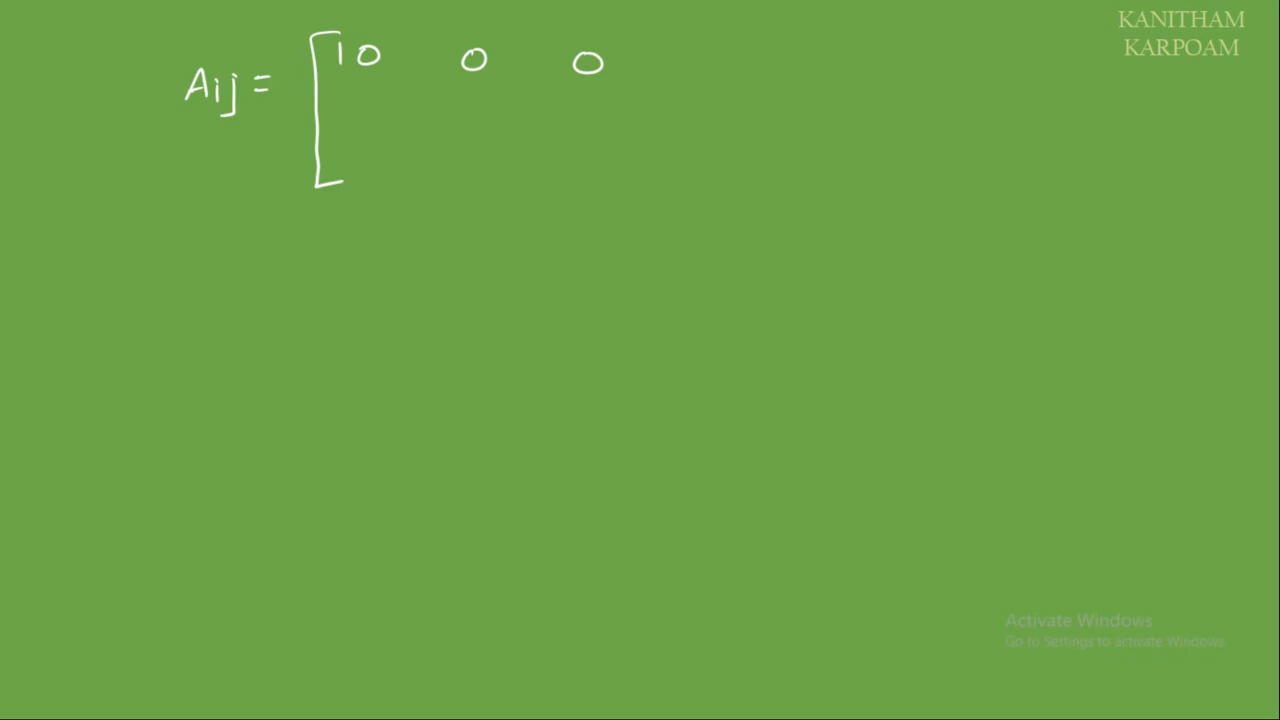 KANITHAM
KARPOAM
Aij = [ 10 0 0
Activate Windows
Go to Settings to activate Windows